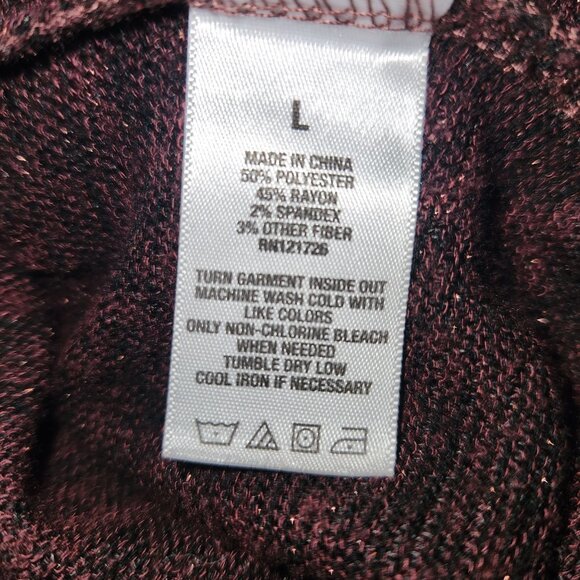 L
MADE IN CHINA
50% POLYESTER
45% RAYON
2% SPANDEX
3% OTHER FIBER
RN121726
TURN GARMENT INSIDE OUT
MACHINE WASH COLD WITH
LIKE COLORS
ONLY NON-CHLORINE BLEACH
WHEN NEEDED
TUMBLE DRY LOW
COOL IRON IF NECESSARY